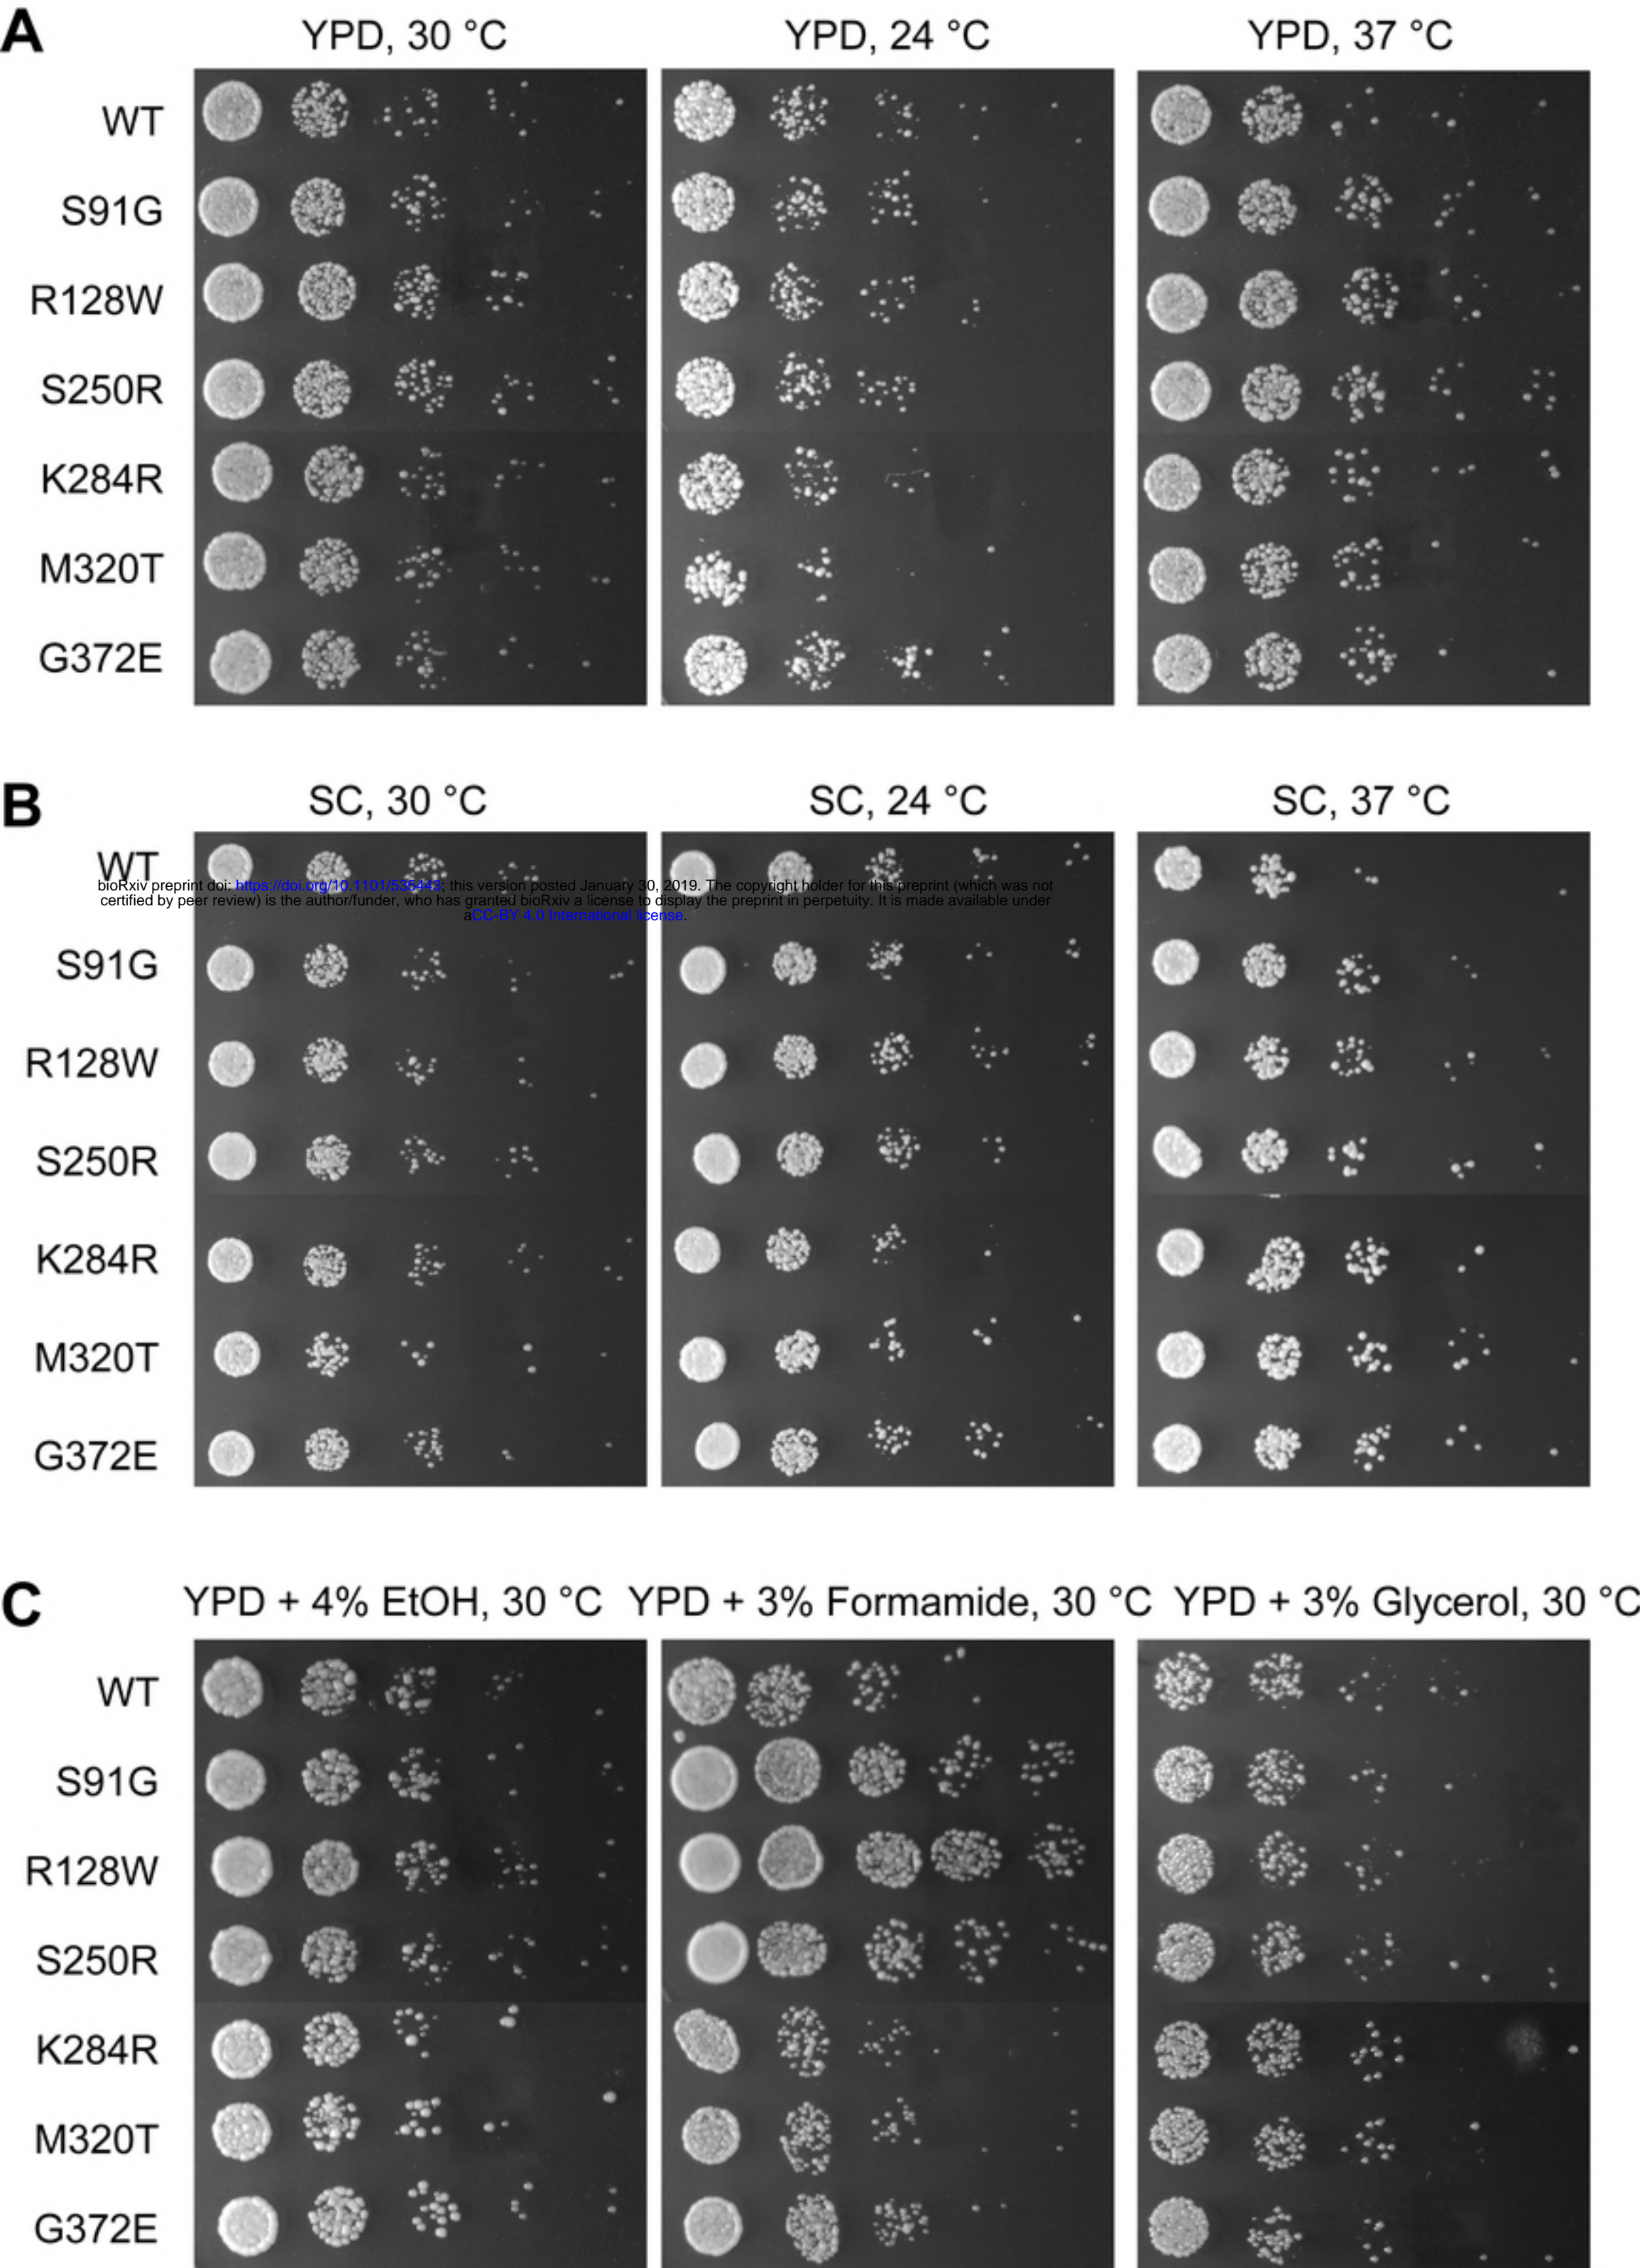 A
YPD, 30 °C
YPD, 24 °C
YPD, 37 °C
WT
S91G
R128W
S250R
K284R
M320T
G372E
B
SC, 30 °C
SC, 24 °C
SC, 37 °C
WT
bioRxiv preprint doi: https://doi.org/10.1101/535443; this version posted January 30, 2019. The copyright holder for this preprint (which was not
certified by peer review) is the author/funder, who has granted bioRxiv a license to display the preprint in perpetuity. It is made available under
aCC-BY 4.0 International license.
S91G
R128W
S250R
K284R
M320T
G372E
C
YPD + 4% EtOH, 30 °C
YPD + 3% Formamide, 30 °C
YPD + 3% Glycerol, 30 °C
WT
S91G
R128W
S250R
K284R
M320T
G372E